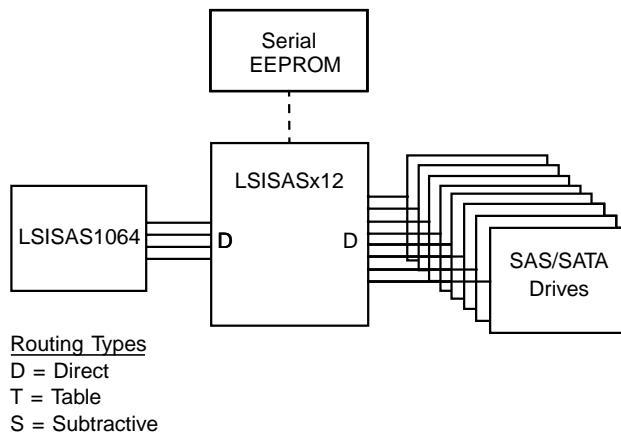 Serial
EEPROM
LSISASx12
LSISAS1064
D
D
SAS/SATA
Drives
Routing Types
D = Direct
T = Table
S = Subtractive